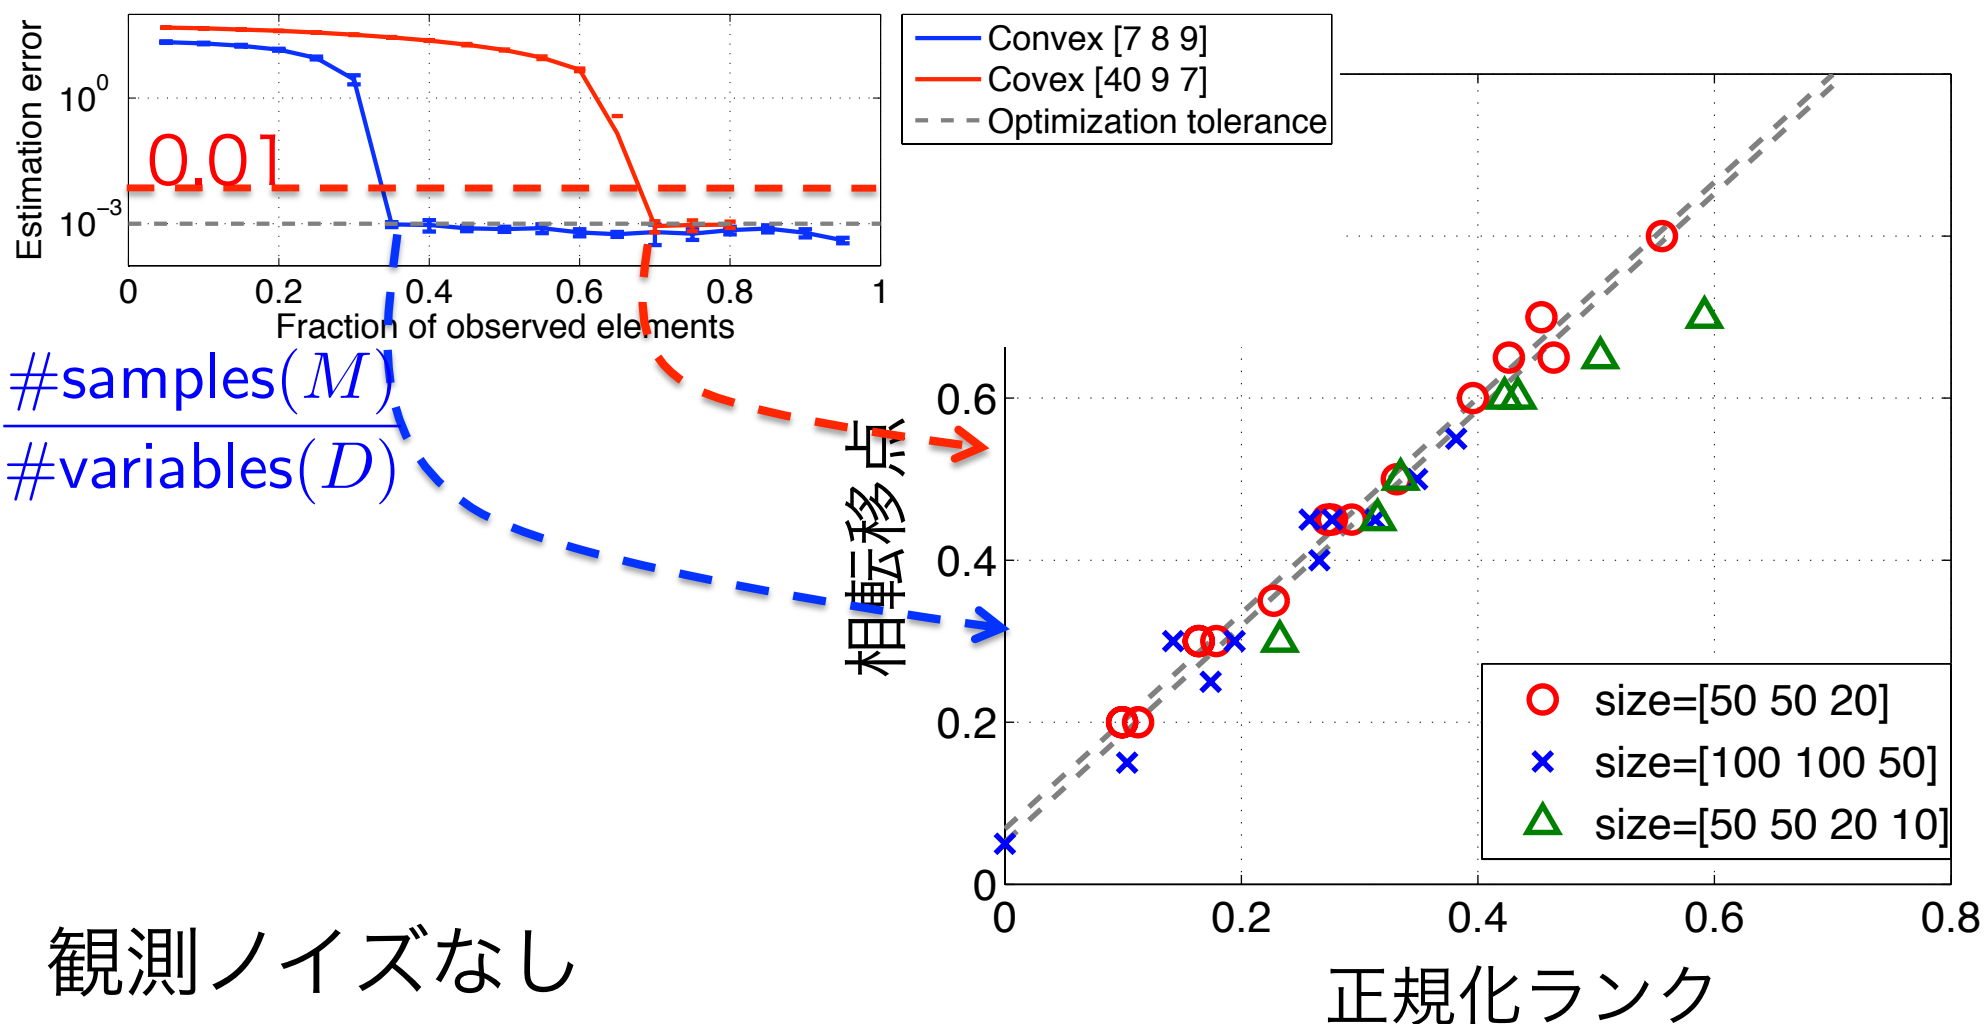 Estimation error
10^0
10^−3
0.01
0 0.2 0.4 0.6 0.8 1
Fraction of observed elements
Convex [7 8 9]
Covex [40 9 7]
Optimization tolerance
#samples(M)
#variables(D)
相転移点
0.6
0.4
0.2
0
0 0.2 0.4 0.6 0.8
正規化ランク
size=[50 50 20]
size=[100 100 50]
size=[50 50 20 10]
観測ノイズなし